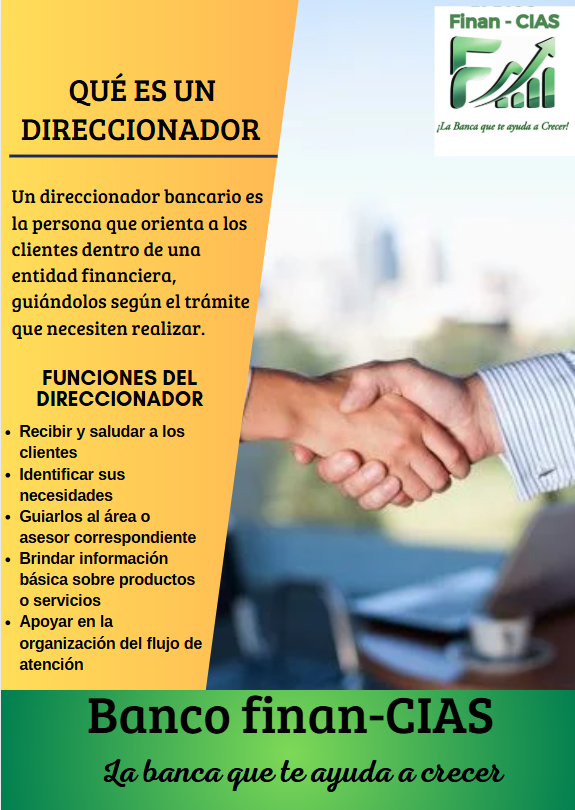 Finan - CIAS
¡La Banca que te ayuda a Crecer!
QUÉ ES UN
DIRECCIONADOR
Un direccionador bancario es
la persona que orienta a los
clientes dentro de una
entidad financiera,
guiándolos según el trámite
que necesiten realizar.
FUNCIONES DEL
DIRECCIONADOR
• Recibir y saludar a los
clientes
• Identificar sus
necesidades
• Guiarlos al área o
asesor correspondiente
• Brindar información
básica sobre productos
o servicios
• Apoyar en la
organización del flujo de
atención
Banco finan-CIAS
La banca que te ayuda a crecer